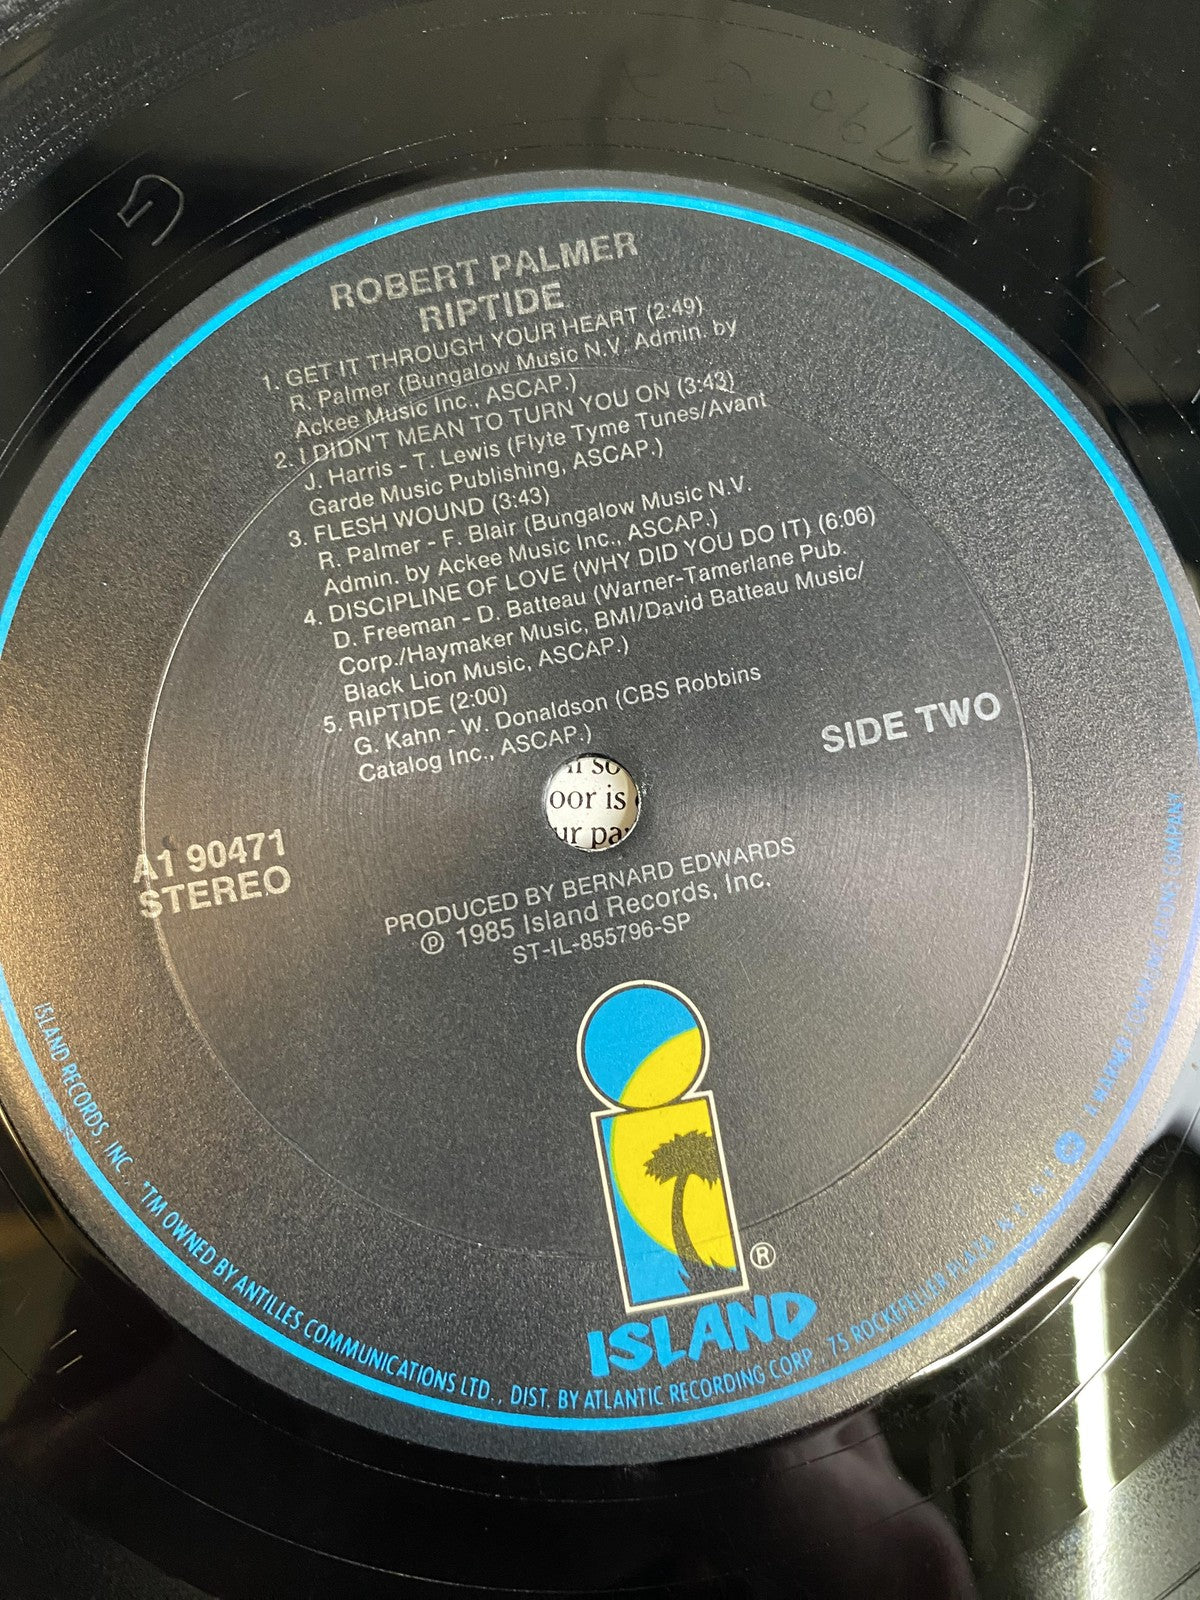 ROBERT PALMER
RIPTIDE
1. GET IT THROUGH YOUR HEART (2:49)
R. Palmer (Bungalow Music N.V. Admin. by
Ackee Music Inc., ASCAP.)
2. I DIDN'T MEAN TO TURN YOU ON (3:43)
J. Harris - T. Lewis (Flyte Tyme Tunes/Avant
Garde Music Publishing, ASCAP.)
3. FLESH WOUND (3:43)
R. Palmer - F. Blair (Bungalow Music N.V.
Admin. by Ackee Music Inc., ASCAP.)
4. DISCIPLINE OF LOVE (WHY DID YOU DO IT) (6:06)
D. Freeman - D. Batteau (Warner-Tamerlane Pub.
Corp./Haymaker Music, BMI/David Batteau Music/
Black Lion Music, ASCAP.)
5. RIPTIDE (2:00)
G. Kahn - W. Donaldson (CBS Robbins
Catalog Inc., ASCAP.)
SIDE TWO
oor is
A1 90471
STEREO
PRODUCED BY BERNARD EDWARDS
℗ 1985 Island Records, Inc.
ST-IL-855796-SP
®
ISLAND
ISLAND RECORDS, INC., *TM OWNED BY ANTILLES COMMUNICATIONS LTD., DIST. BY ATLANTIC RECORDING CORP. 75 ROCKEFELLER PLAZA, N.Y. N.Y. A WARNER COMMUNICATIONS COMPANY